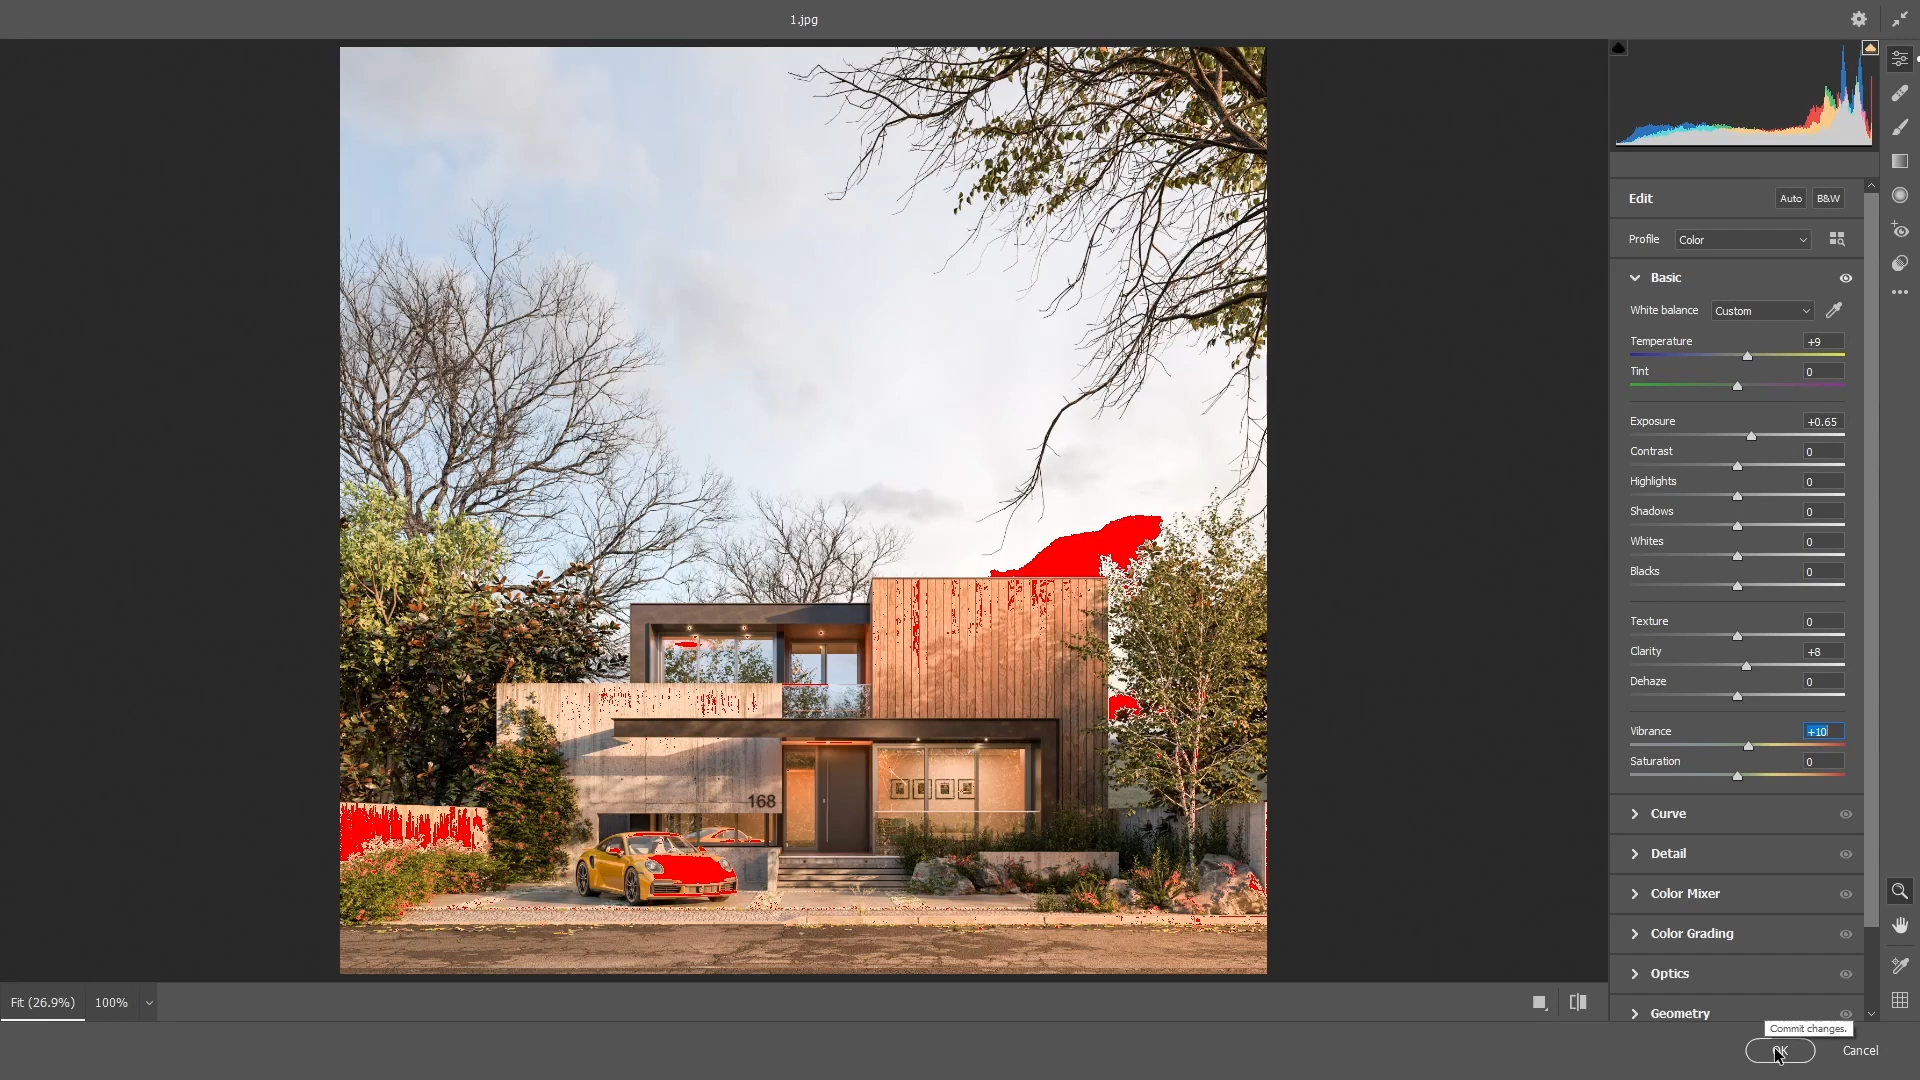 1.jpg
Edit
Auto
B&W
Profile
Color
Basic
White balance
Custom
Temperature
+9
Tint
0
Exposure
+0.65
Contrast
0
Highlights
0
Shadows
0
Whites
0
Blacks
0
Texture
0
Clarity
+8
Dehaze
0
Vibrance
+10
Saturation
0
Curve
Detail
Color Mixer
Color Grading
Optics
Geometry
168
Fit (26.9%)
100%
Commit changes.
OK
Cancel